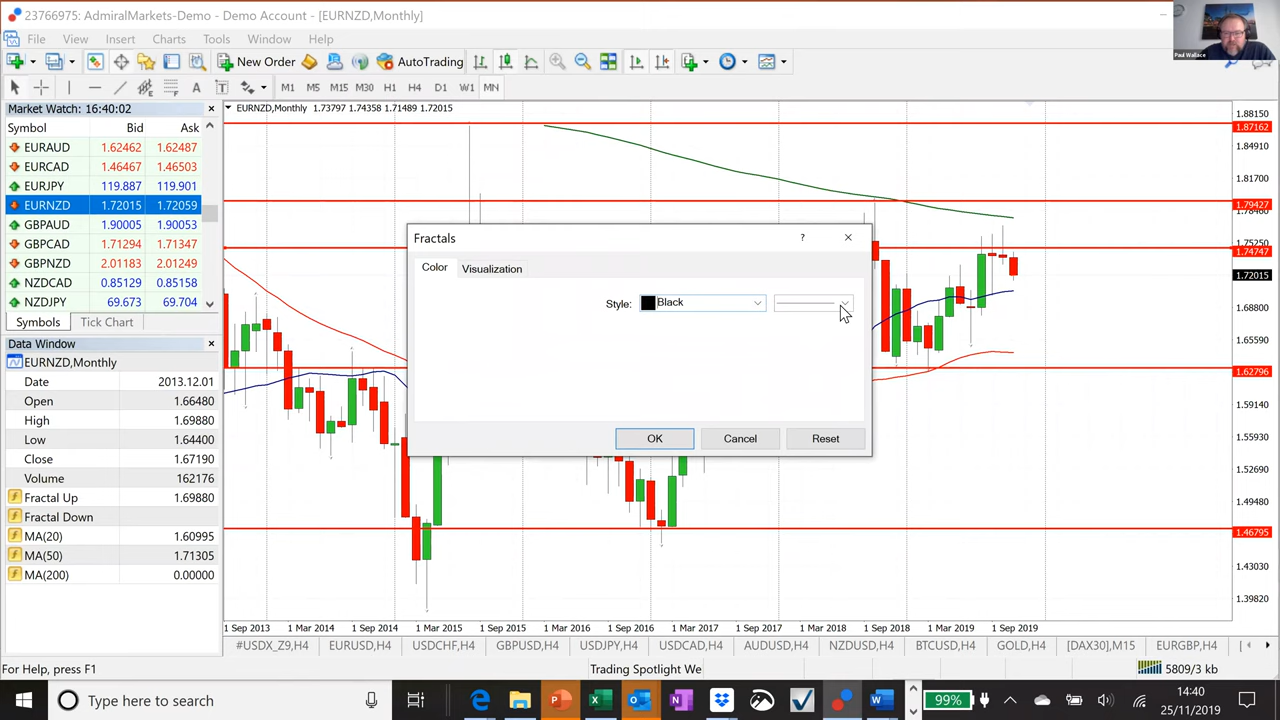 23766975: AdmiralMarkets-Demo - Demo Account - [EURNZD,Monthly]
Paul Wallace
File View Insert Charts Tools Window Help
New Order AutoTrading
A T M1 M5 M15 M30 H1 H4 D1 W1 MN
Market Watch: 16:40:02
Symbol Bid Ask
EURAUD 1.62462 1.62487
EURCAD 1.46467 1.46503
EURJPY 119.887 119.901
EURNZD 1.72015 1.72059
GBPAUD 1.90005 1.90053
GBPCAD 1.71294 1.71347
GBPNZD 2.01183 2.01249
NZDCAD 0.85129 0.85158
NZDJPY 69.673 69.704
Symbols Tick Chart
Data Window
EURNZD,Monthly
Date 2013.12.01
Open 1.66480
High 1.69880
Low 1.64400
Close 1.67190
Volume 162176
Fractal Up 1.69880
Fractal Down
MA(20) 1.60995
MA(50) 1.71305
MA(200) 0.00000
EURNZD,Monthly 1.73797 1.74358 1.71489 1.72015
Fractals ?
Color Visualization
Style: Black
OK Cancel Reset
1.88150
1.87162
1.84910
1.81700
1.79427
1.78460
1.75250
1.74747
1.72015
1.68800
1.65590
1.62796
1.59140
1.55930
1.52690
1.49480
1.46795
1.43030
1.39820
1 Sep 2013 1 Mar 2014 1 Sep 2014 1 Mar 2015 1 Sep 2015 1 Mar 2016 1 Sep 2016 1 Mar 2017 1 Sep 2017 1 Mar 2018 1 Sep 2018 1 Mar 2019 1 Sep 2019
#USDX_Z9,H4 EURUSD,H4 USDCHF,H4 GBPUSD,H4 USDJPY,H4 USDCAD,H4 AUDUSD,H4 NZDUSD,H4 BTCUSD,H4 GOLD,H4 [DAX30],M15 EURGBP,H4 [
For Help, press F1 Trading Spotlight We 5809/3 kb
Type here to search 99% 14:40
25/11/2019